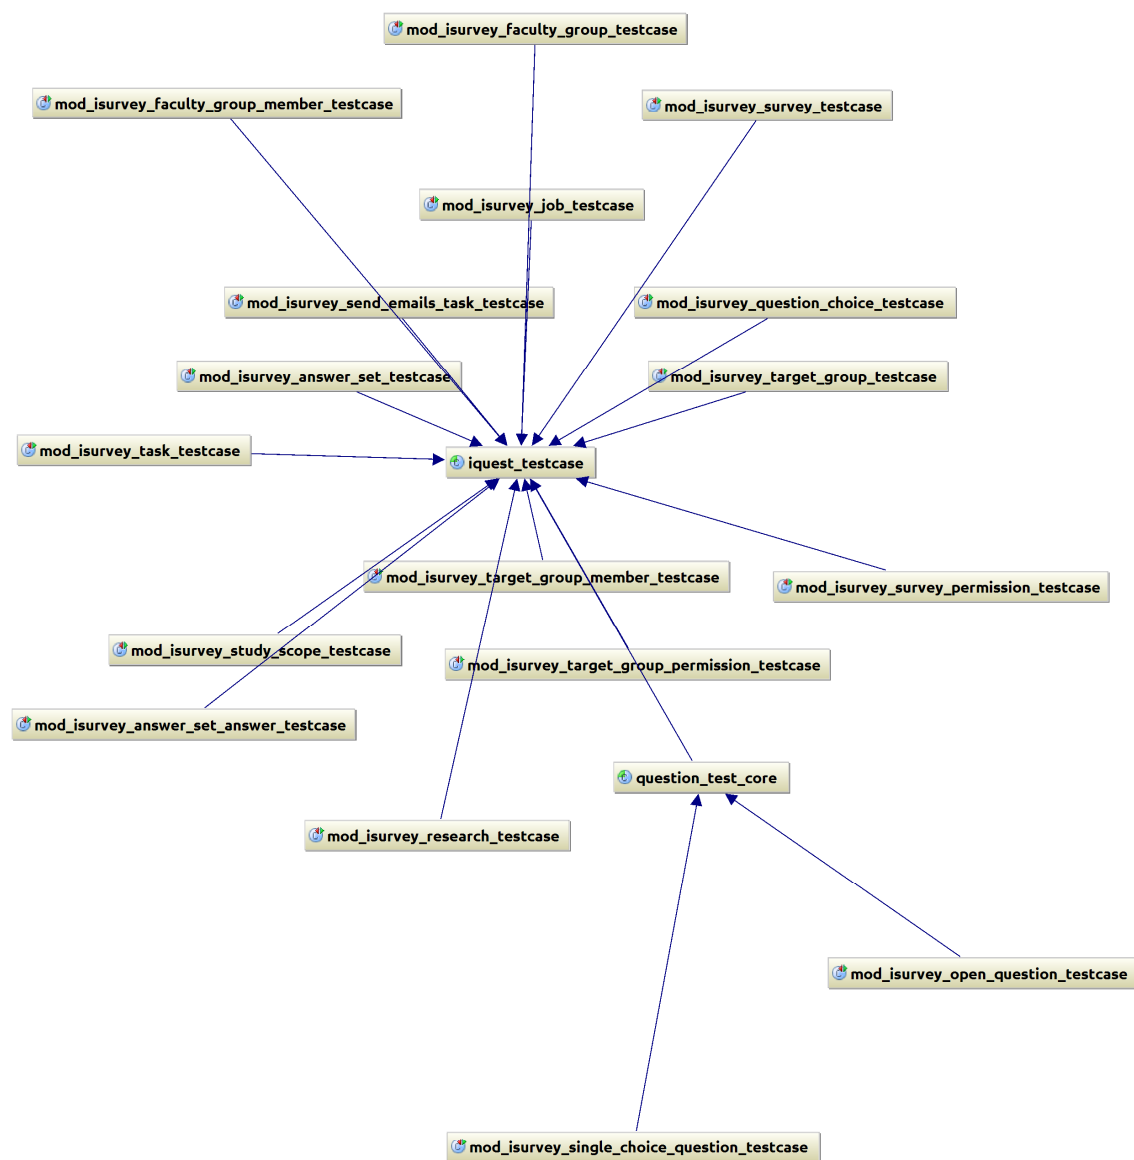 mod_isurvey_faculty_group_testcase
mod_isurvey_faculty_group_member_testcase
mod_isurvey_survey_testcase
mod_isurvey_job_testcase
mod_isurvey_send_emails_task_testcase
mod_isurvey_question_choice_testcase
mod_isurvey_answer_set_testcase
mod_isurvey_target_group_testcase
mod_isurvey_task_testcase
iquest_testcase
mod_isurvey_target_group_member_testcase
mod_isurvey_survey_permission_testcase
mod_isurvey_study_scope_testcase
mod_isurvey_target_group_permission_testcase
mod_isurvey_answer_set_answer_testcase
question_test_core
mod_isurvey_research_testcase
mod_isurvey_open_question_testcase
mod_isurvey_single_choice_question_testcase